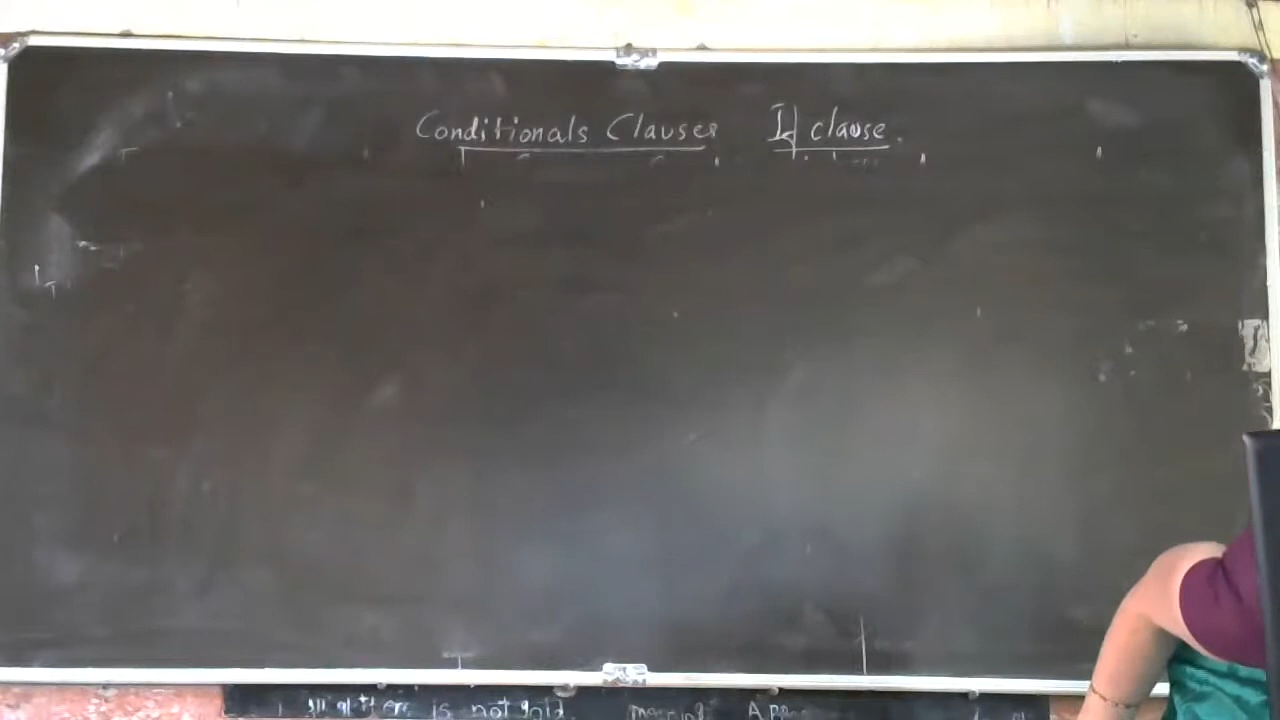 Conditionals Clauses If clause.
is not gold.